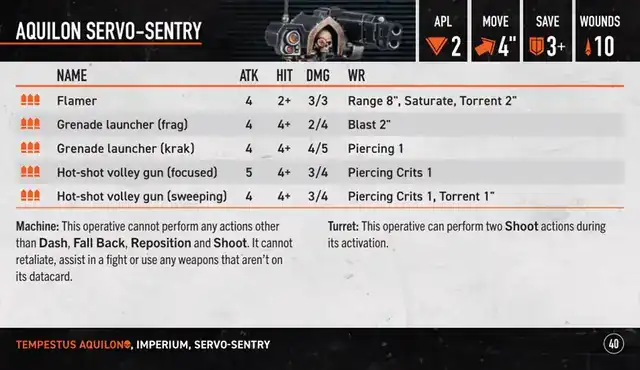 AQUILON SERVO-SENTRY
APL MOVE SAVE WOUNDS
2 4" 3+ 10
NAME ATK HIT DMG WR
Flamer 4 2+ 3/3 Range 8", Saturate, Torrent 2"
Grenade launcher (frag) 4 4+ 2/4 Blast 2"
Grenade launcher (krak) 4 4+ 4/5 Piercing 1
Hot-shot volley gun (focused) 5 4+ 3/4 Piercing Crits 1
Hot-shot volley gun (sweeping) 4 4+ 3/4 Piercing Crits 1, Torrent 1"
Machine: This operative cannot perform any actions other
than Dash, Fall Back, Reposition and Shoot. It cannot
retaliate, assist in a fight or use any weapons that aren't on
its datacard.
Turret: This operative can perform two Shoot actions during
its activation.
TEMPESTUS AQUILON, IMPERIUM, SERVO-SENTRY
40